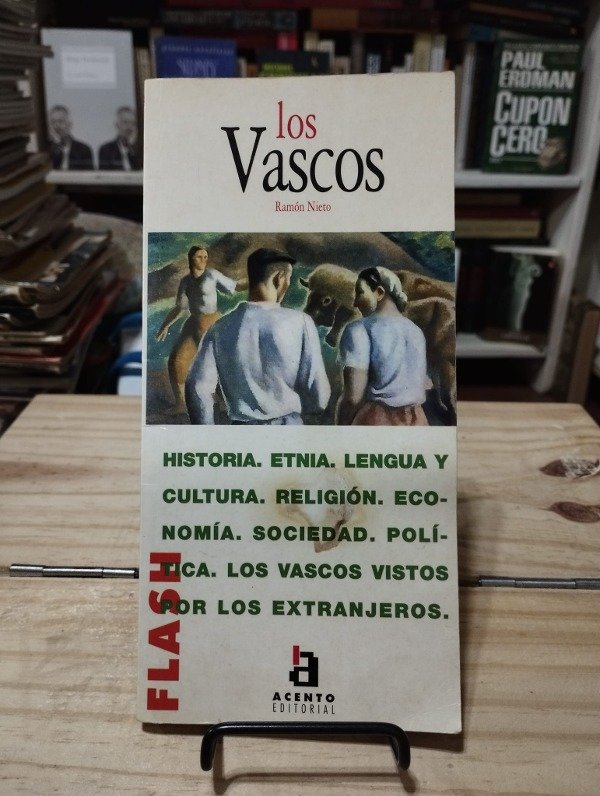 los
Vascos
Ramón Nieto
HISTORIA. ETNIA. LENGUA Y
CULTURA. RELIGIÓN. ECO-
NOMÍA. SOCIEDAD. POLÍ-
TICA. LOS VASCOS VISTOS
POR LOS EXTRANJEROS.
FLASH
a
ACENTO
EDITORIAL
PAUL
ERDMAN
CUPON
CERO